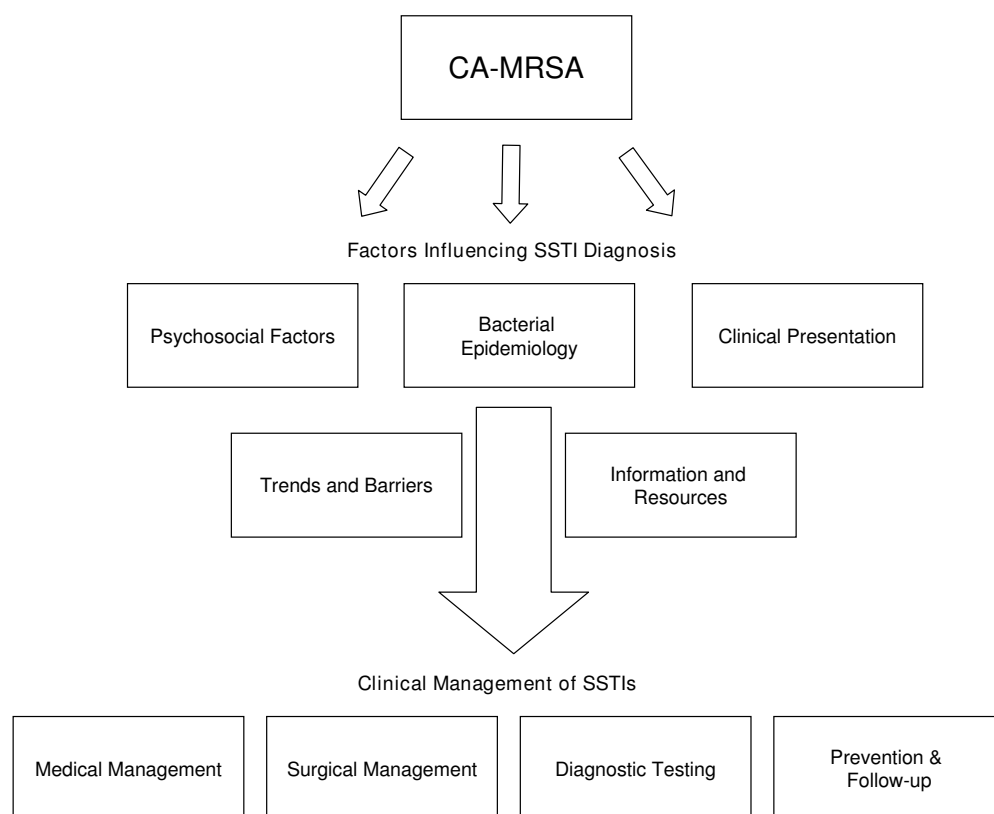 CA-MRSA
Factors Influencing SSTI Diagnosis
Psychosocial Factors
Bacterial
Epidemiology
Clinical Presentation
Trends and Barriers
Information and
Resources
Clinical Management of SSTIs
Medical Management
Surgical Management
Diagnostic Testing
Prevention &
Follow-up